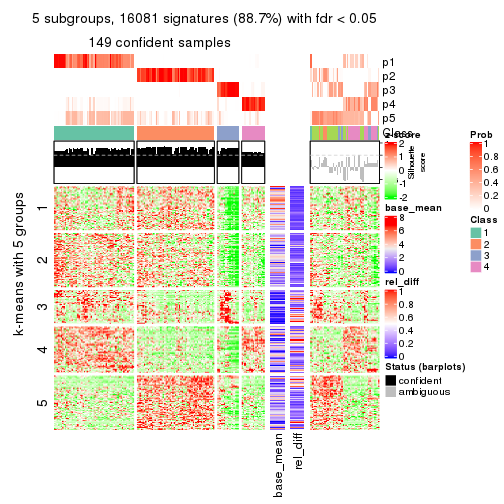 5 subgroups, 16081 signatures (88.7%) with fdr < 0.05
149 confident samples
p1
p2
p3
p4
p5
Class
k-means with 5 groups
1
2
3
4
5
Silhouette
score
base_mean
rel_diff
z-score
2
1
0
-1
-2
base_mean
8
6
4
2
0
rel_diff
1
0.8
0.6
0.4
0.2
0
Status (barplots)
confident
ambiguous
Prob
1
0.8
0.6
0.4
0.2
0
Class
1
2
3
4